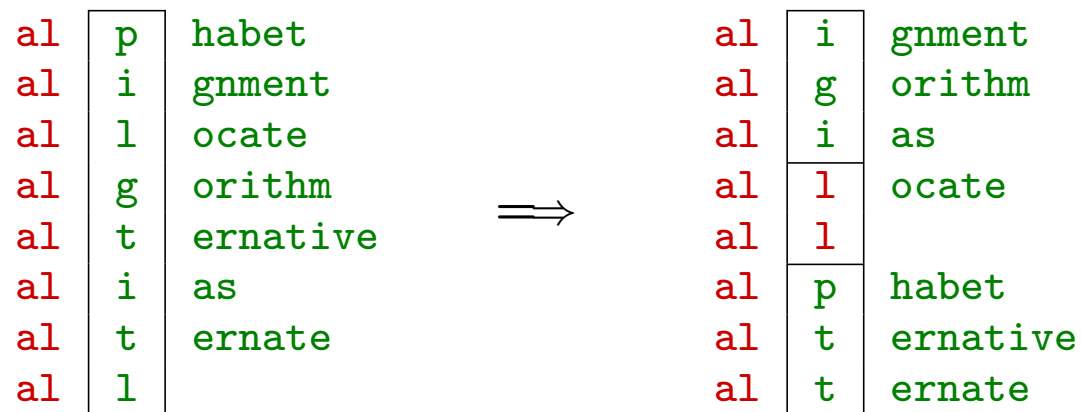 al p habet al i gnment
al i gnment al g orithm
al l ocate al i as
al g orithm al l ocate
al t ernative ⟹ al l
al i as al p habet
al t ernate al t ernative
al l al t ernate